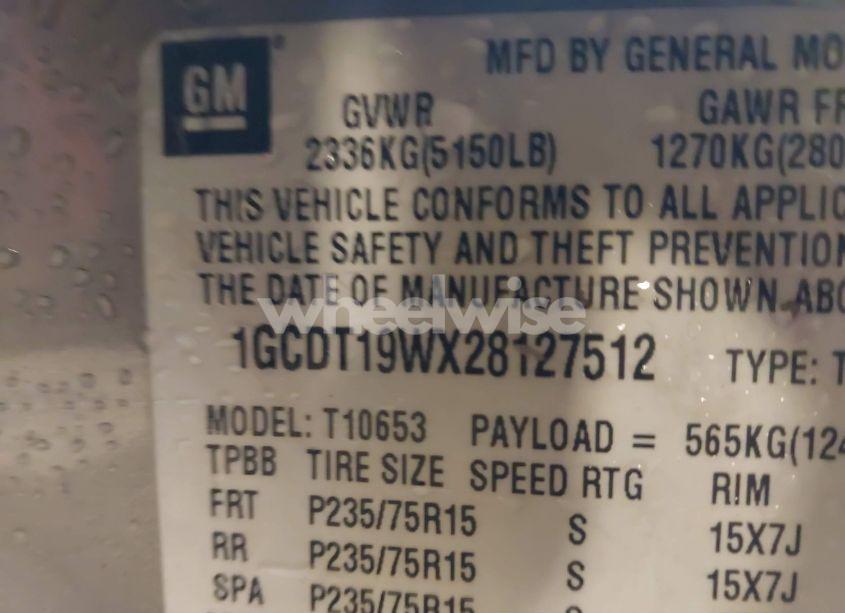 GM
MFD BY GENERAL MO
GVWR GAWR FR
2336KG(5150LB) 1270KG(280
THIS VEHICLE CONFORMS TO ALL APPLIC
VEHICLE SAFETY AND THEFT PREVENTION
THE DATE OF MANUFACTURE SHOWN ABO
wheelwise
1GCDT19WX28127512 TYPE: T
MODEL: T10653 PAYLOAD = 565KG(124
TPBB TIRE SIZE SPEED RTG RIM
FRT P235/75R15 S 15X7J
RR P235/75R15 S 15X7J
SPA P235/75R15